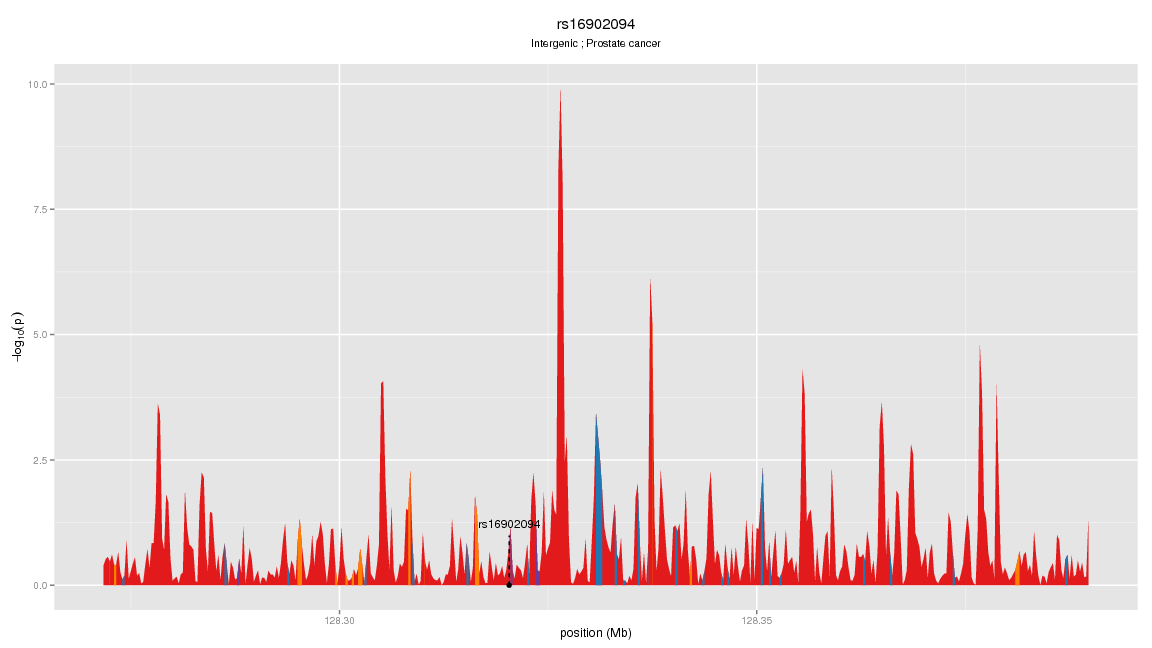 rs16902094
Intergenic ; Prostate cancer
10.0
7.5
5.0
2.5
0.0
−log10(p)
rs16902094
128.30
128.35
position (Mb)